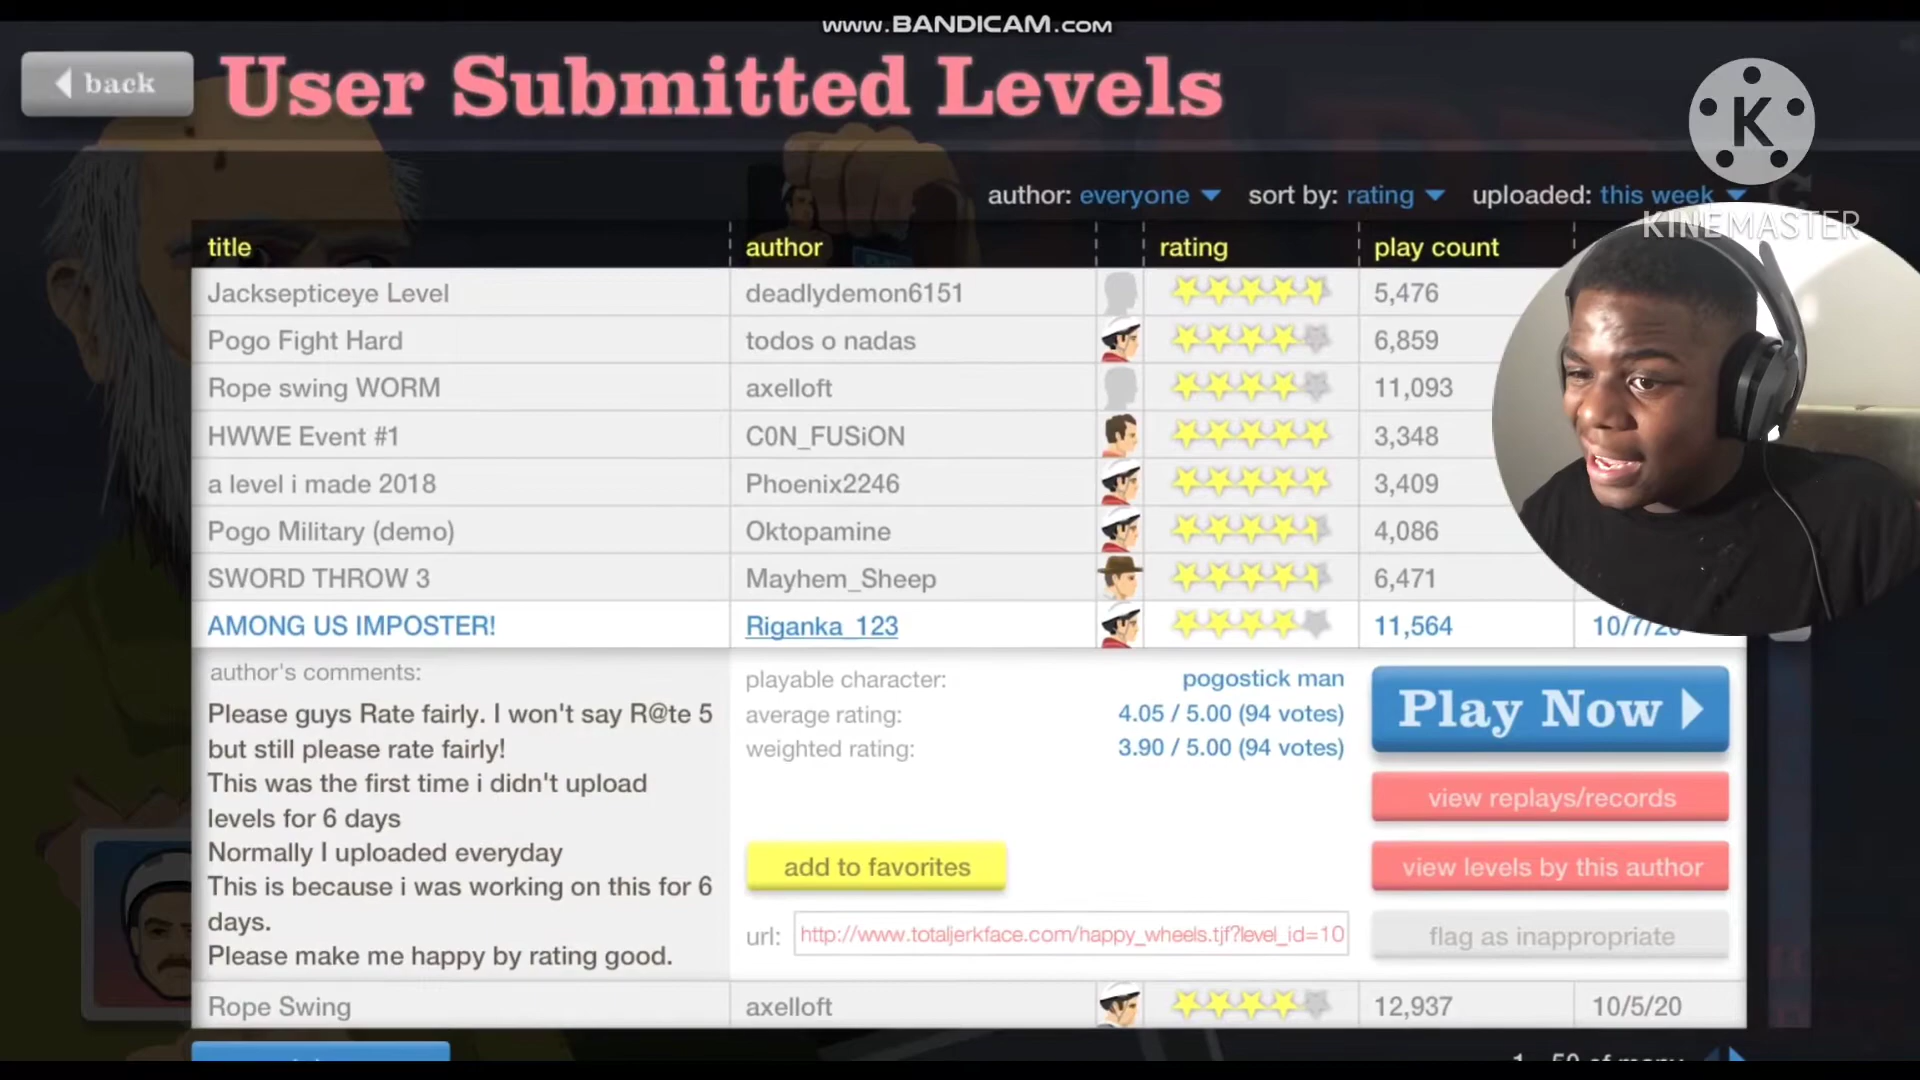 www.BANDICAM.com
back
User Submitted Levels
K
KINEMASTER
author: everyone sort by: rating uploaded: this week
title author rating play count
Jacksepticeye Level deadlydemon6151 5,476
Pogo Fight Hard todos o nadas 6,859
Rope swing WORM axelloft 11,093
HWWE Event #1 C0N_FUSiON 3,348
a level i made 2018 Phoenix2246 3,409
Pogo Military (demo) Oktopamine 4,086
SWORD THROW 3 Mayhem_Sheep 6,471
AMONG US IMPOSTER! Riganka_123 11,564 10/7/20
author's comments:
Please guys Rate fairly. I won't say R@te 5
but still please rate fairly!
This was the first time i didn't upload
levels for 6 days
Normally I uploaded everyday
This is because i was working on this for 6
days.
Please make me happy by rating good.
playable character: pogostick man
average rating: 4.05 / 5.00 (94 votes)
weighted rating: 3.90 / 5.00 (94 votes)
add to favorites
url: http://www.totaljerkface.com/happy_wheels.tjf?level_id=10
Play Now
view replays/records
view levels by this author
flag as inappropriate
Rope Swing axelloft 12,937 10/5/20
1 - 50 of many